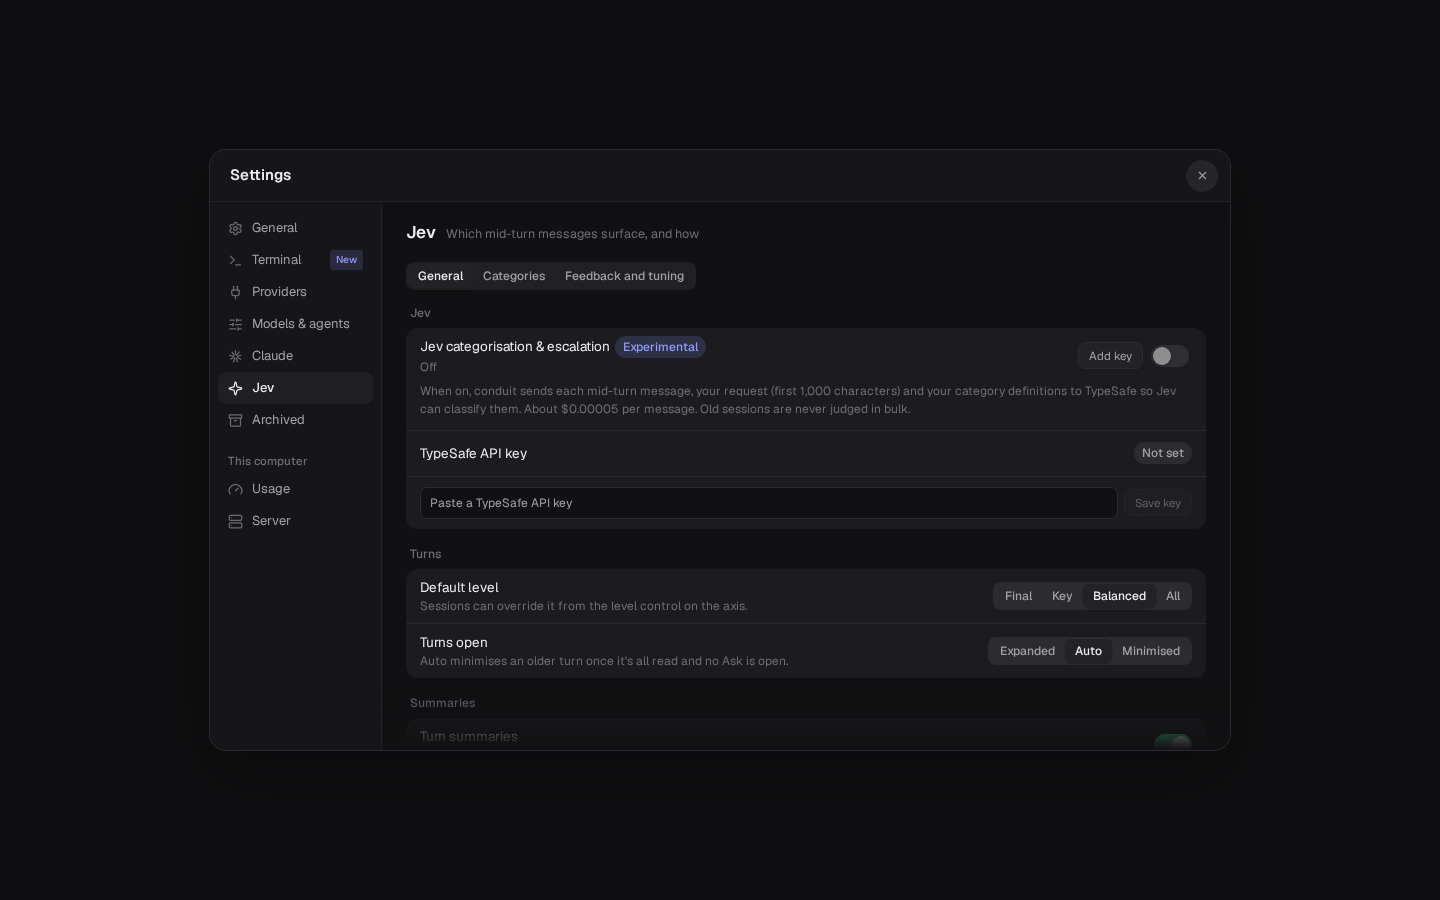 Settings
General
Terminal New
Providers
Models & agents
Claude
Jev
Archived
This computer
Usage
Server
Jev Which mid-turn messages surface, and how
General Categories Feedback and tuning
Jev
Jev categorisation & escalation Experimental
Off
Add key
When on, conduit sends each mid-turn message, your request (first 1,000 characters) and your category definitions to TypeSafe so Jev
can classify them. About $0.00005 per message. Old sessions are never judged in bulk.
TypeSafe API key Not set
Paste a TypeSafe API key Save key
Turns
Default level
Sessions can override it from the level control on the axis.
Final Key Balanced All
Turns open
Auto minimises an older turn once it's all read and no Ask is open.
Expanded Auto Minimised
Summaries
Turn summaries